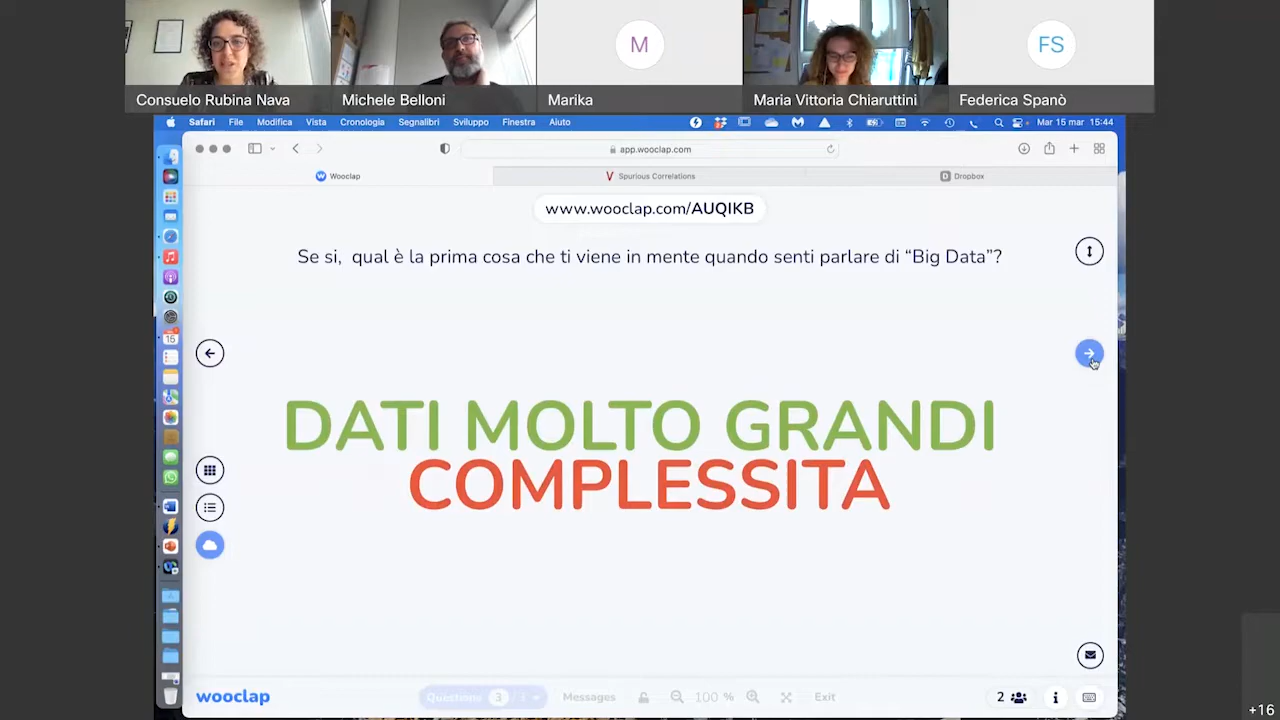 M
FS
Consuelo Rubina Nava
Michele Belloni
Marika
Maria Vittoria Chiaruttini
Federica Spanò
Safari File Modifica Vista Cronologia Segnalibri Sviluppo Finestra Aiuto
Mar 15 mar 15:44
app.wooclap.com
Wooclap
Spurious Correlations
Dropbox
www.wooclap.com/AUQIKB
Se si, qual è la prima cosa che ti viene in mente quando senti parlare di “Big Data”?
15
DATI MOLTO GRANDI
COMPLESSITA
wooclap
Questions 3 /
Messages
100 %
Exit
2
+16